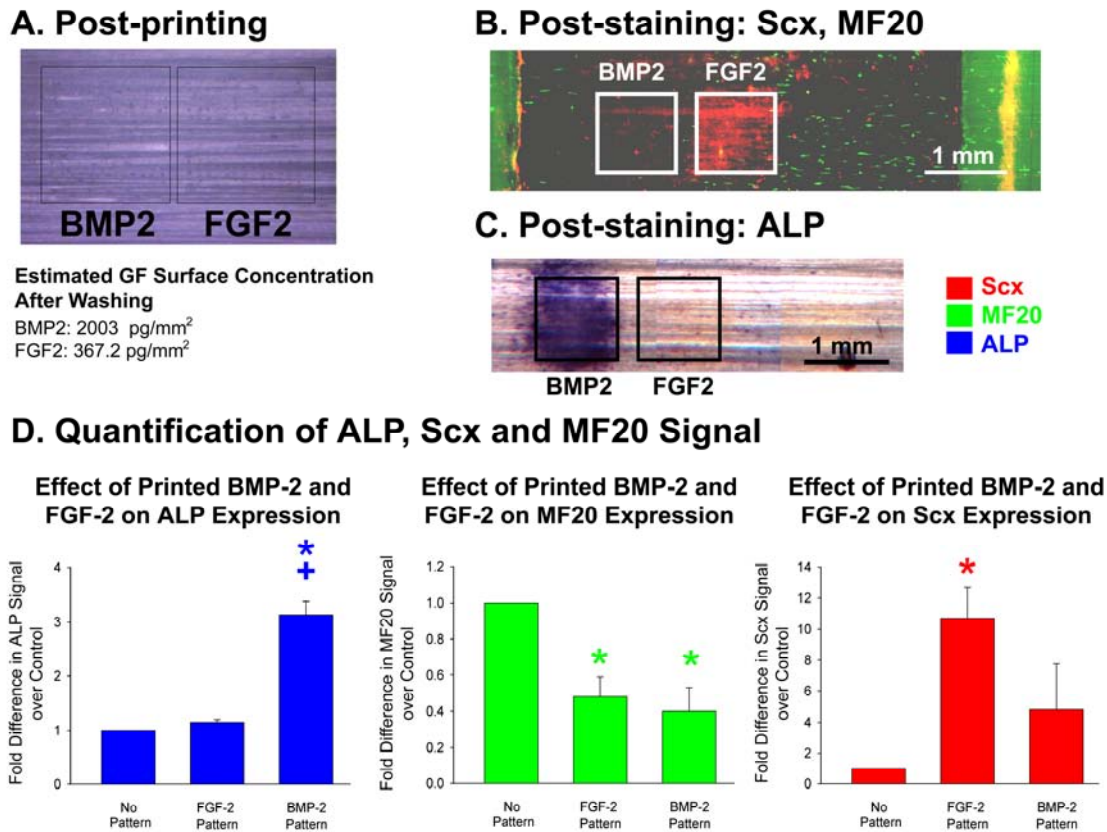 A. Post-printing
BMP2 FGF2
Estimated GF Surface Concentration
After Washing
BMP2: 2003 pg/mm²
FGF2: 367.2 pg/mm²
B. Post-staining: Scx, MF20
BMP2 FGF2
1 mm
C. Post-staining: ALP
1 mm
BMP2 FGF2
Scx
MF20
ALP
D. Quantification of ALP, Scx and MF20 Signal
Effect of Printed BMP-2 and
FGF-2 on ALP Expression
Fold Difference in ALP Signal
over Control
4
3
2
1
0
*
+
No
Pattern
FGF-2
Pattern
BMP-2
Pattern
Effect of Printed BMP-2 and
FGF-2 on MF20 Expression
Fold Difference in MF20 Signal
over Control
1.2
1.0
0.8
0.6
0.4
0.2
0.0
*
*
No
Pattern
FGF-2
Pattern
BMP-2
Pattern
Effect of Printed BMP-2 and
FGF-2 on Scx Expression
Fold Difference in Scx Signal
over Control
14
12
10
8
6
4
2
0
*
No
Pattern
FGF-2
Pattern
BMP-2
Pattern